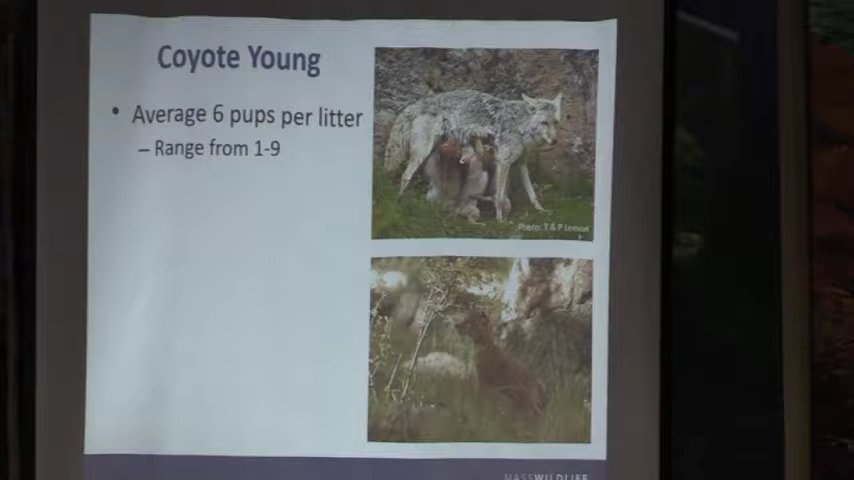 Coyote Young
• Average 6 pups per litter
– Range from 1-9
Photo: T & P Leeson
MASSWILDLIFE